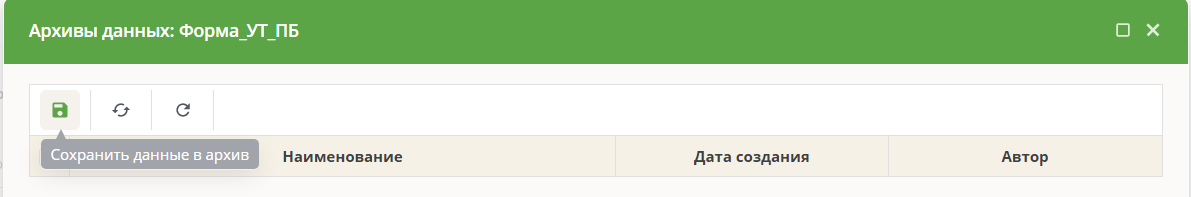 Архивы данных: Форма_УТ_ПБ
Сохранить данные в архив
Наименование
Дата создания
Автор